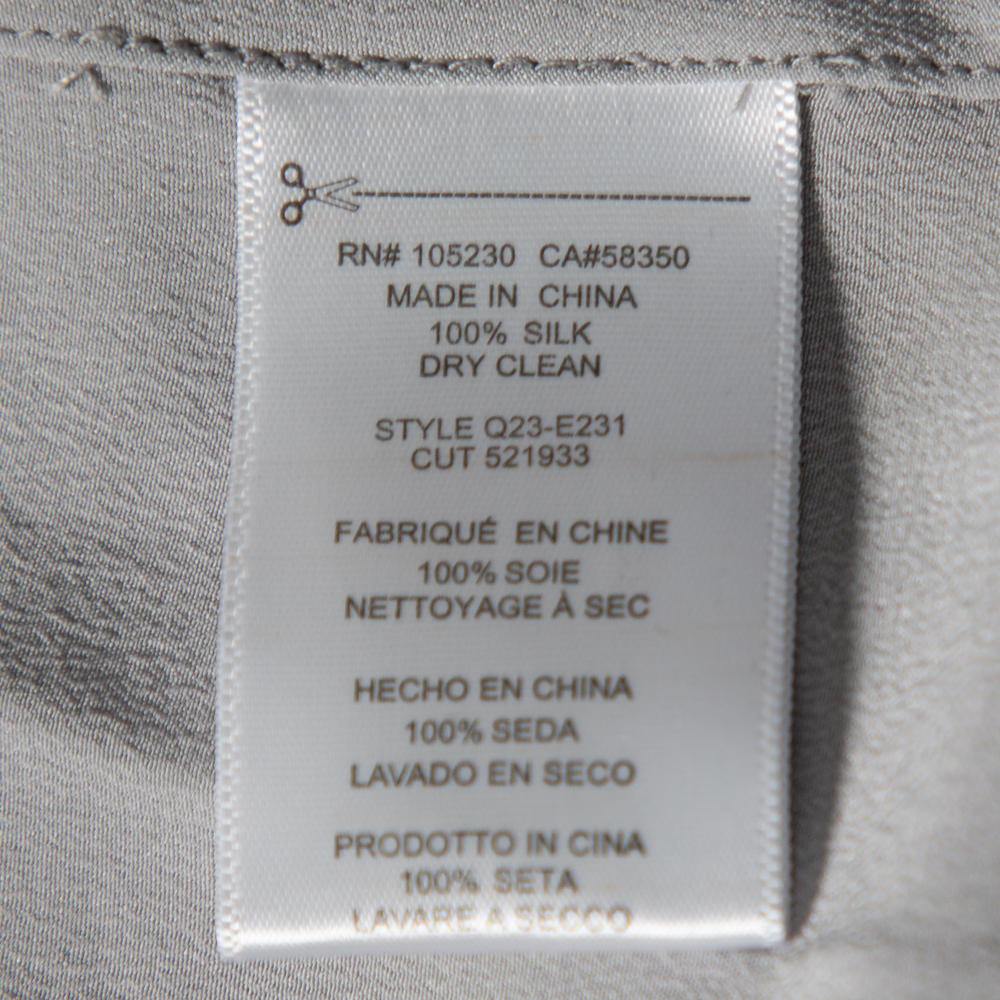 RN# 105230 CA#58350
MADE IN CHINA
100% SILK
DRY CLEAN
STYLE Q23-E231
CUT 521933
FABRIQUÉ EN CHINE
100% SOIE
NETTOYAGE À SEC
HECHO EN CHINA
100% SEDA
LAVADO EN SECO
PRODOTTO IN CINA
100% SETA
LAVARE A SECCO